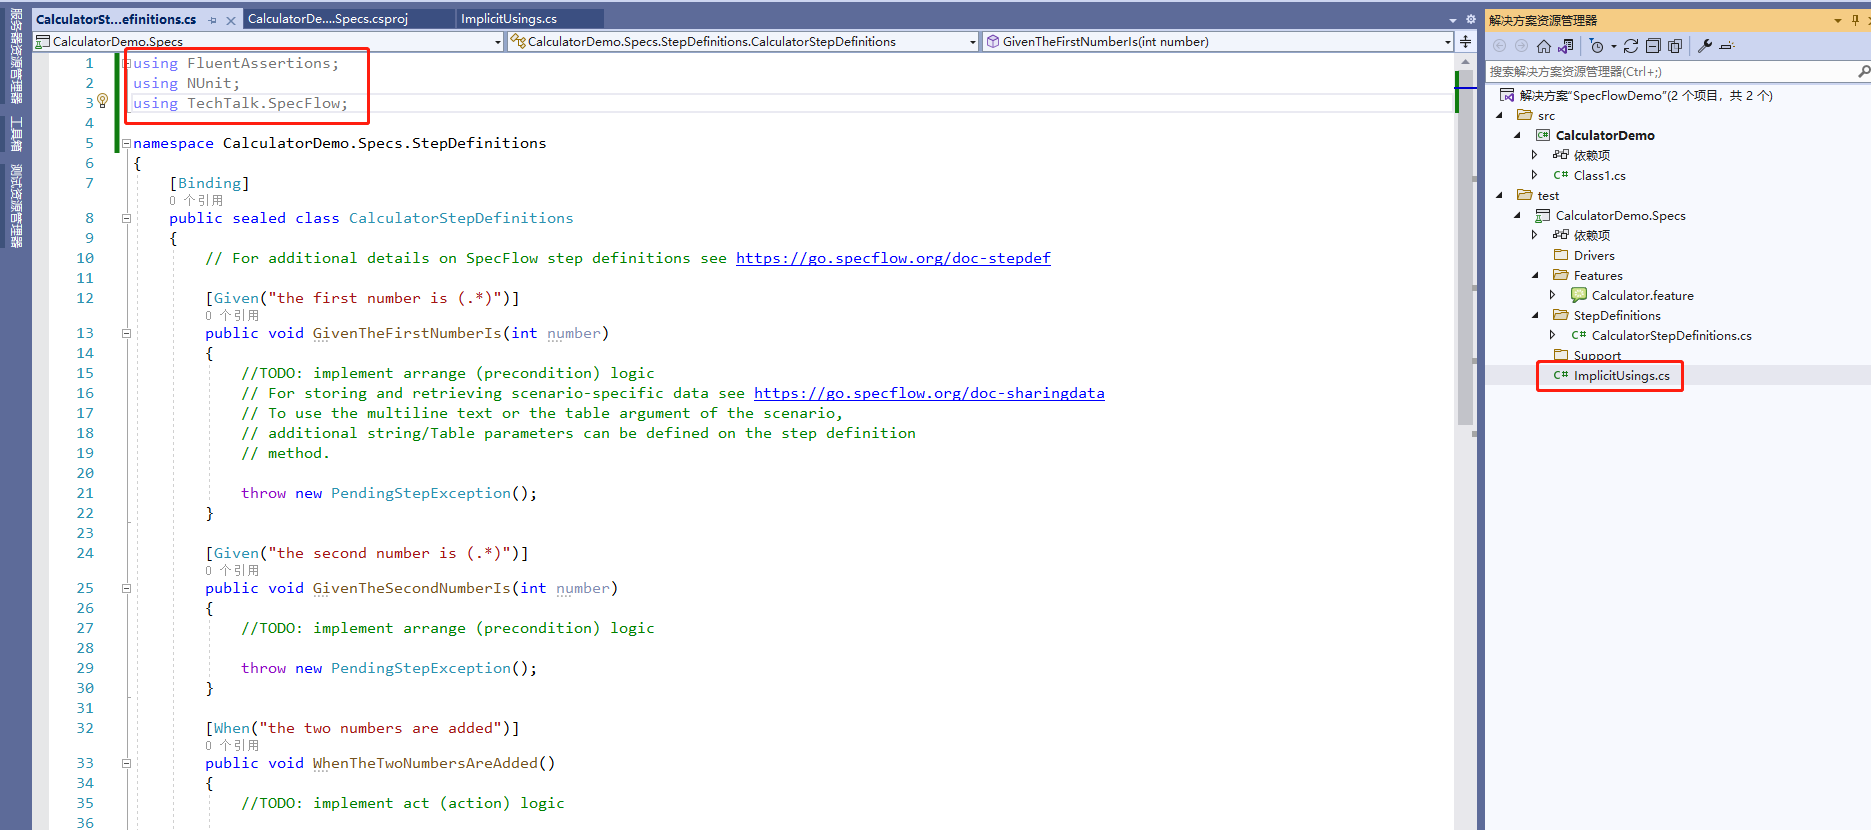 服务器资源管理器
工具箱
测试资源管理器
CalculatorSt...efinitions.cs
CalculatorDe....Specs.csproj
ImplicitUsings.cs
CalculatorDemo.Specs
CalculatorDemo.Specs.StepDefinitions.CalculatorStepDefinitions
GivenTheFirstNumberIs(int number)
1 using FluentAssertions;
2 using NUnit;
3 using TechTalk.SpecFlow;
4
5 namespace CalculatorDemo.Specs.StepDefinitions
6 {
7 [Binding]
0 个引用
8 public sealed class CalculatorStepDefinitions
9 {
10 // For additional details on SpecFlow step definitions see https://go.specflow.org/doc-stepdef
11
12 [Given("the first number is (.*)")]
0 个引用
13 public void GivenTheFirstNumberIs(int number)
14 {
15 //TODO: implement arrange (precondition) logic
16 // For storing and retrieving scenario-specific data see https://go.specflow.org/doc-sharingdata
17 // To use the multiline text or the table argument of the scenario,
18 // additional string/Table parameters can be defined on the step definition
19 // method.
20
21 throw new PendingStepException();
22 }
23
24 [Given("the second number is (.*)")]
0 个引用
25 public void GivenTheSecondNumberIs(int number)
26 {
27 //TODO: implement arrange (precondition) logic
28
29 throw new PendingStepException();
30 }
31
32 [When("the two numbers are added")]
0 个引用
33 public void WhenTheTwoNumbersAreAdded()
34 {
35 //TODO: implement act (action) logic
36
解决方案资源管理器
搜索解决方案资源管理器(Ctrl+;)
解决方案"SpecFlowDemo"(2 个项目，共 2 个)
src
C# CalculatorDemo
依赖项
C# Class1.cs
test
CalculatorDemo.Specs
依赖项
Drivers
Features
Calculator.feature
StepDefinitions
C# CalculatorStepDefinitions.cs
Support
C# ImplicitUsings.cs